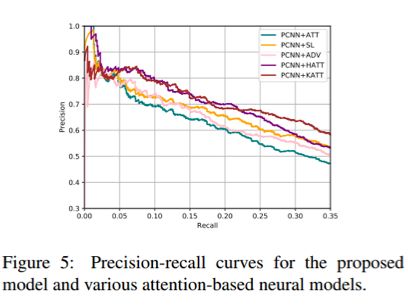 1.0
0.9
0.8
0.7
0.6
0.5
0.4
0.3
Precision
0.00 0.05 0.10 0.15 0.20 0.25 0.30 0.35
Recall
PCNN+ATT
PCNN+SL
PCNN+ADV
PCNN+HATT
PCNN+KATT
Figure 5: Precision-recall curves for the proposed
model and various attention-based neural models.